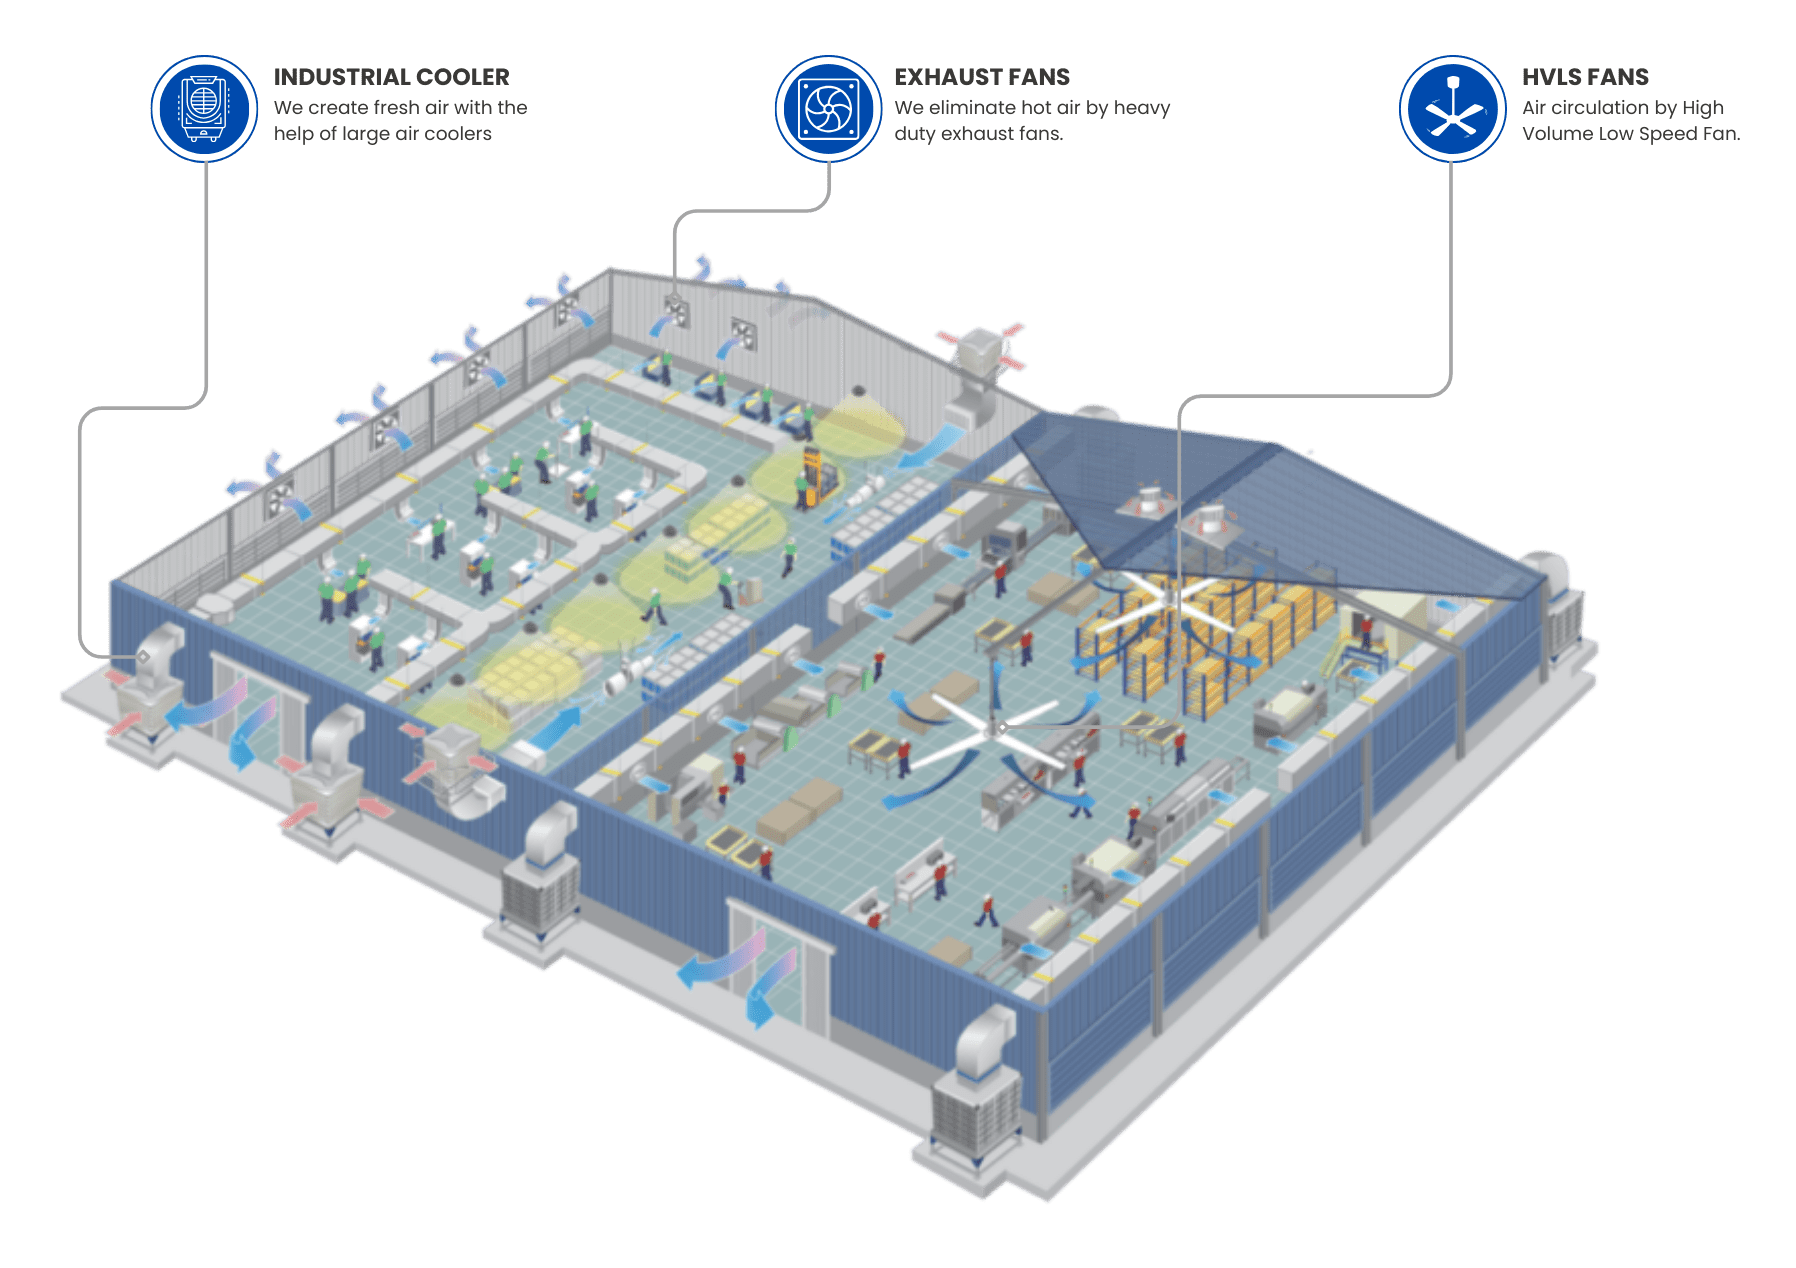 INDUSTRIAL COOLER
We create fresh air with the
help of large air coolers
EXHAUST FANS
We eliminate hot air by heavy
duty exhaust fans.
HVLS FANS
Air circulation by High
Volume Low Speed Fan.